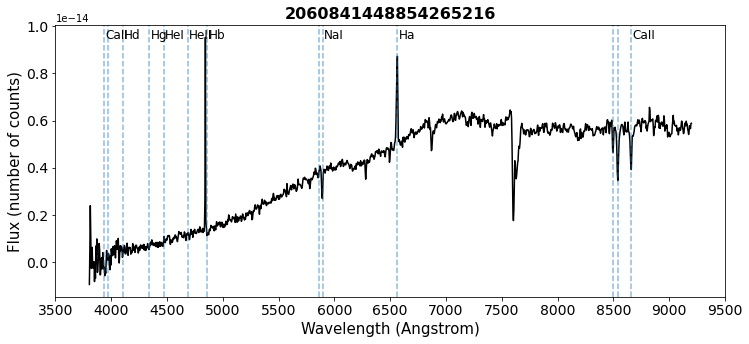 2060841448854265216
1e−14
CaII Hd Hg HeI HeII Hb NaI Ha CaII
1.0
0.8
0.6
0.4
0.2
0.0
Flux (number of counts)
3500 4000 4500 5000 5500 6000 6500 7000 7500 8000 8500 9000 9500
Wavelength (Angstrom)